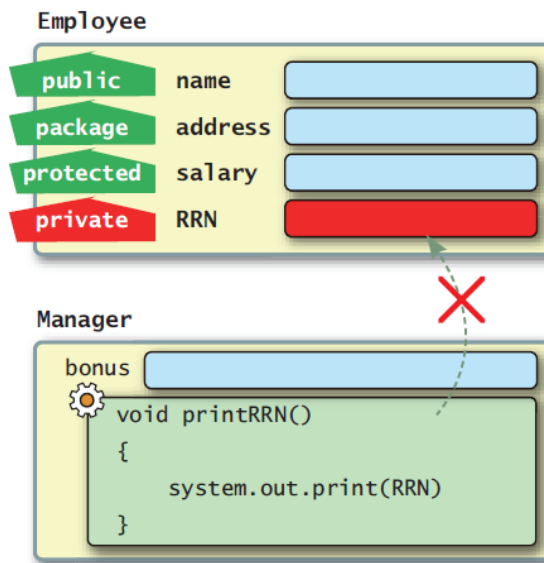 Employee
public name
package address
protected salary
private RRN
Manager
bonus
void printRRN()
{
system.out.print(RRN)
}